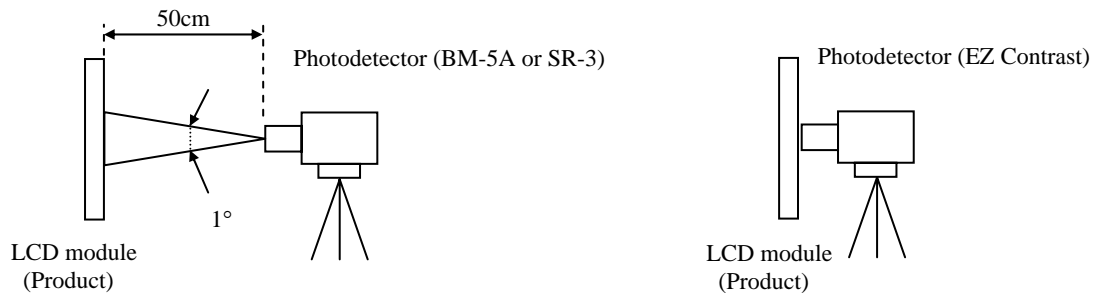 50cm
Photodetector (BM-5A or SR-3)
1°
LCD module
(Product)
Photodetector (EZ Contrast)
LCD module
(Product)